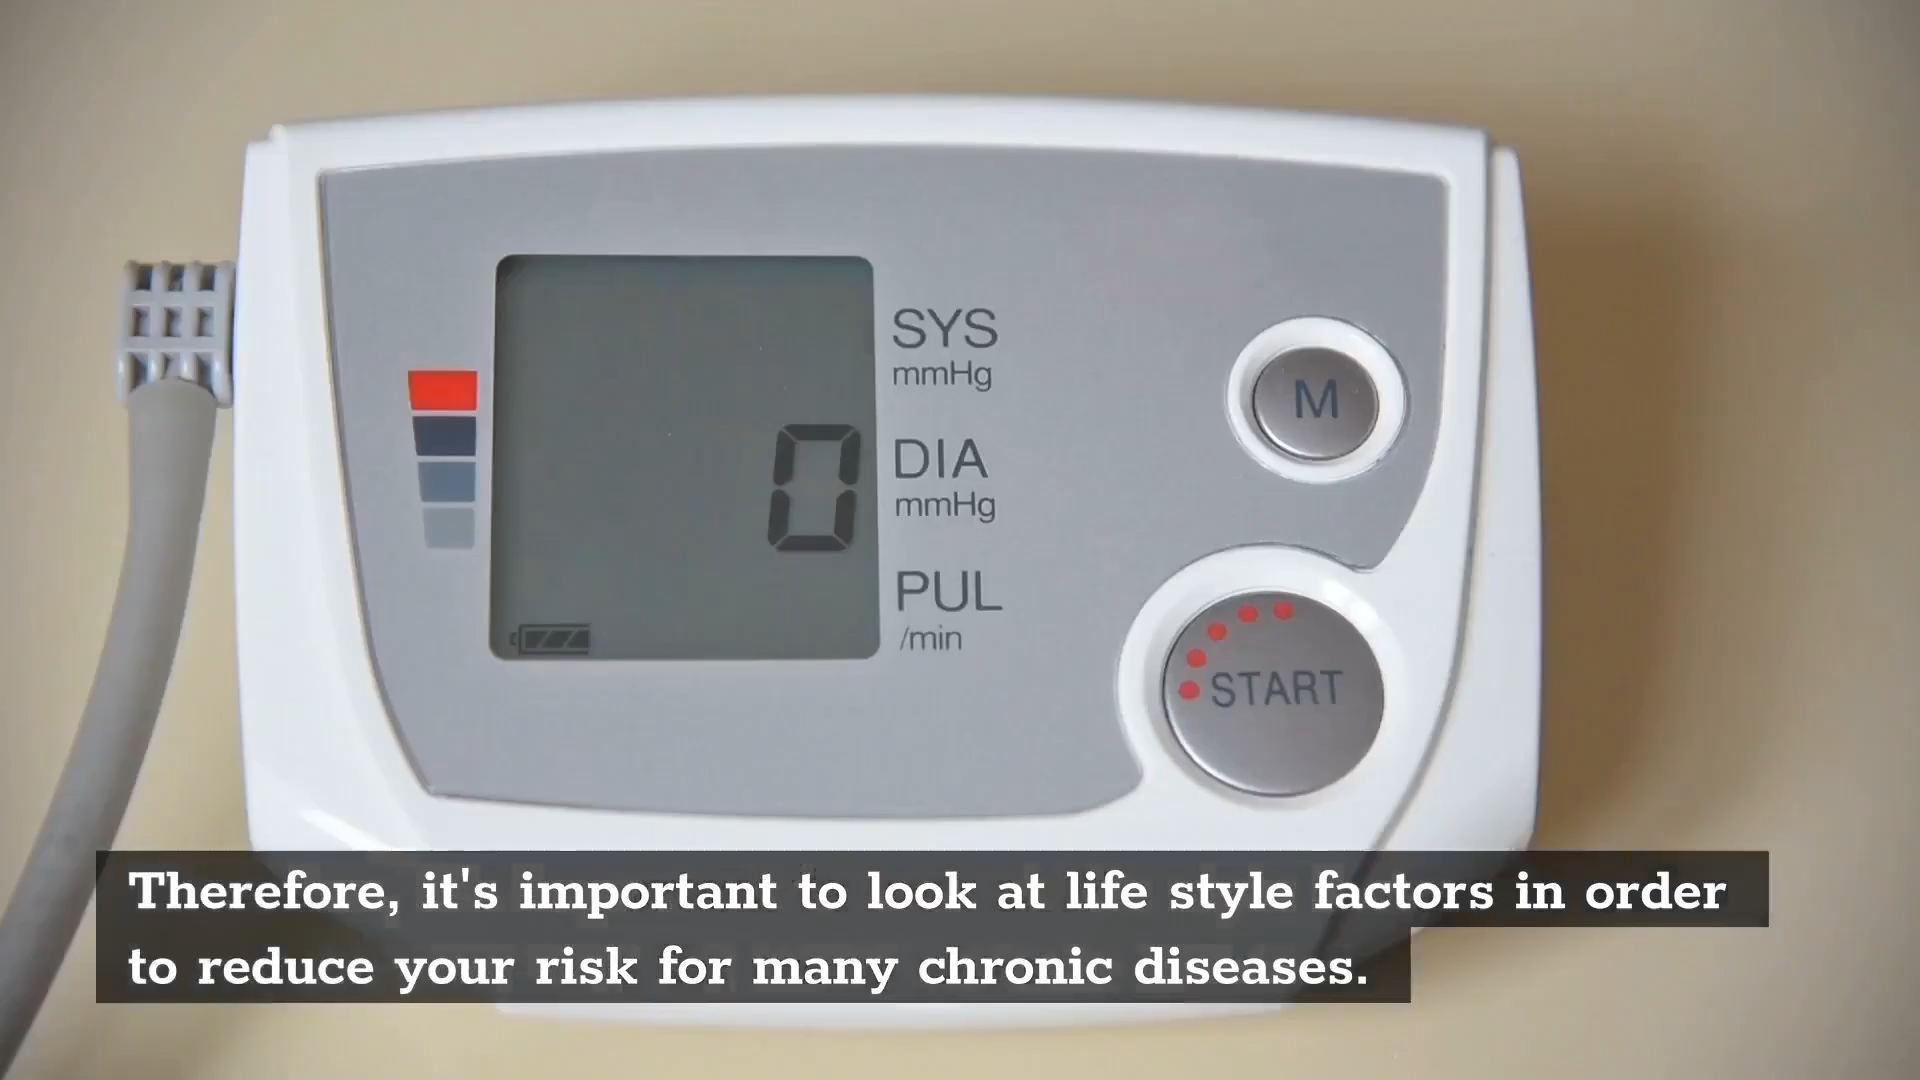 SYS
mmHg
0
DIA
mmHg
PUL
/min
M
START
Therefore, it's important to look at life style factors in order
to reduce your risk for many chronic diseases.